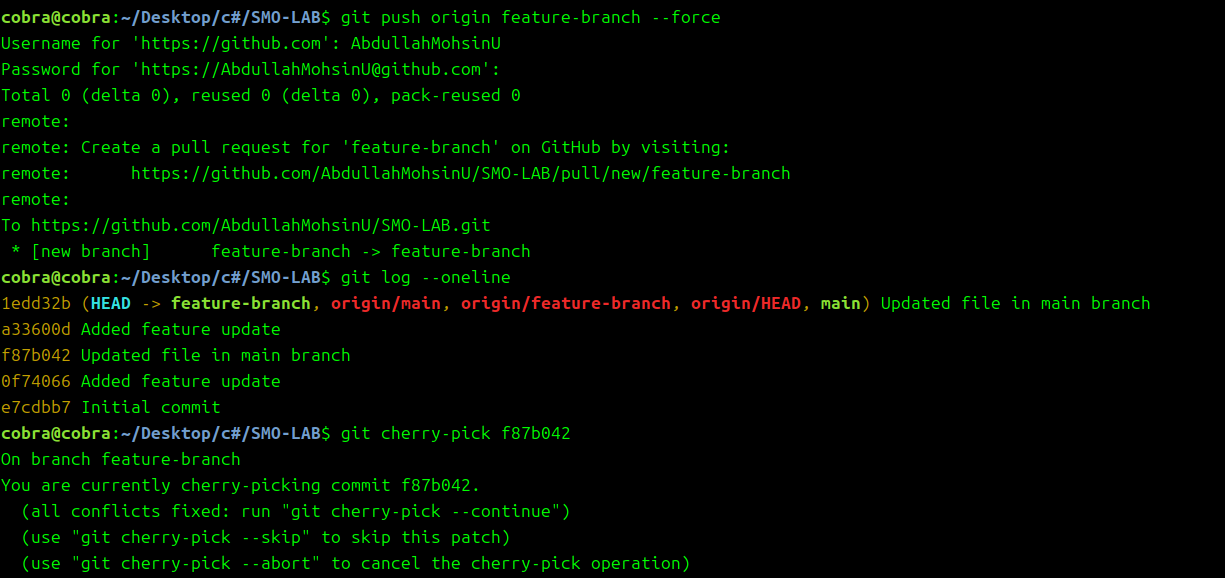 cobra@cobra:~/Desktop/c#/SMO-LAB$ git push origin feature-branch --force
Username for 'https://github.com': AbdullahMohsinU
Password for 'https://AbdullahMohsinU@github.com':
Total 0 (delta 0), reused 0 (delta 0), pack-reused 0
remote:
remote: Create a pull request for 'feature-branch' on GitHub by visiting:
remote:      https://github.com/AbdullahMohsinU/SMO-LAB/pull/new/feature-branch
remote:
To https://github.com/AbdullahMohsinU/SMO-LAB.git
 * [new branch]      feature-branch -> feature-branch
cobra@cobra:~/Desktop/c#/SMO-LAB$ git log --oneline
1edd32b (HEAD -> feature-branch, origin/main, origin/feature-branch, origin/HEAD, main) Updated file in main branch
a33600d Added feature update
f87b042 Updated file in main branch
0f74066 Added feature update
e7cdbb7 Initial commit
cobra@cobra:~/Desktop/c#/SMO-LAB$ git cherry-pick f87b042
On branch feature-branch
You are currently cherry-picking commit f87b042.
  (all conflicts fixed: run "git cherry-pick --continue")
  (use "git cherry-pick --skip" to skip this patch)
  (use "git cherry-pick --abort" to cancel the cherry-pick operation)